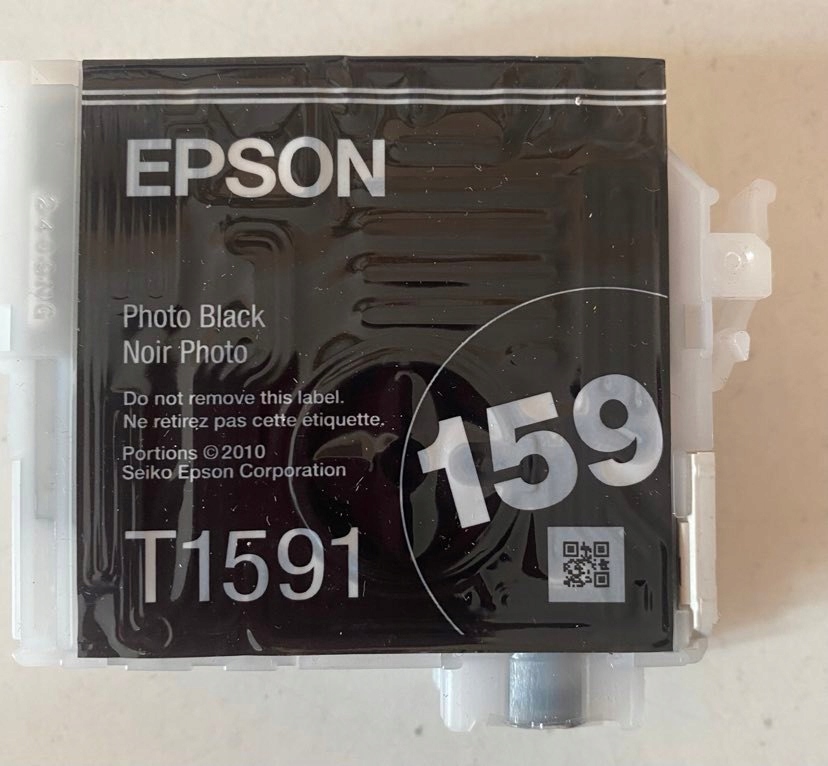 EPSON
Photo Black
Noir Photo
Do not remove this label.
Ne retirez pas cette étiquette.
Portions ©2010
Seiko Epson Corporation
159
T1591